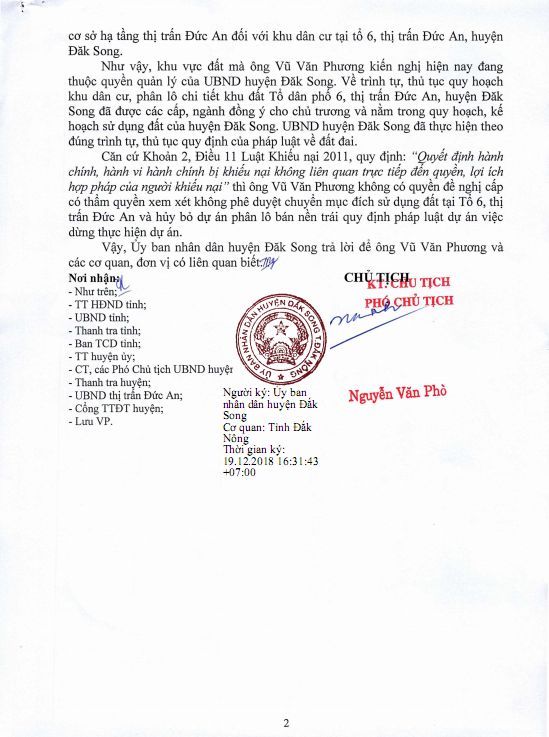 cơ sở hạ tầng thị trấn Đức An đối với khu dân cư tại tổ 6, thị trấn Đức An, huyện
Đăk Song.
Như vậy, khu vực đất mà ông Vũ Văn Phương kiến nghị hiện nay đang
thuộc quyền quản lý của UBND huyện Đăk Song. Về trình tự, thủ tục quy hoạch
khu dân cư, phân lô chi tiết khu đất Tổ dân phố 6, thị trấn Đức An, huyện Đăk
Song đã được các cấp, ngành đồng ý cho chủ trương và nằm trong quy hoạch, kế
hoạch sử dụng đất của huyện Đăk Song. UBND huyện Đăk Song đã thực hiện theo
đúng trình tự, thủ tục quy định của pháp luật về đất đai.
Căn cứ Khoản 2, Điều 11 Luật Khiếu nại 2011, quy định: “Quyết định hành
chính, hành vi hành chính bị khiếu nại không liên quan trực tiếp đến quyền, lợi ích
hợp pháp của người khiếu nại” thì ông Vũ Văn Phương không có quyền đề nghị cấp
có thẩm quyền xem xét không phê duyệt chuyển mục đích sử dụng đất tại Tổ 6, thị
trấn Đức An và hủy bỏ dự án phân lô bán nền trái quy định pháp luật dự án việc
dừng thực hiện dự án.
Vậy, Ủy ban nhân dân huyện Đăk Song trả lời để ông Vũ Văn Phương và
các cơ quan, đơn vị có liên quan biết.
Nơi nhận:
- Như trên;
- TT HĐND tỉnh;
- UBND tỉnh;
- Thanh tra tỉnh;
- Ban TCD tỉnh;
- TT huyện ủy;
- CT, các Phó Chủ tịch UBND huyện
- Thanh tra huyện;
- UBND thị trấn Đức An;
- Cổng TTĐT huyện;
- Lưu VP.
CHỦ TỊCH
KT. CHỦ TỊCH
PHÓ CHỦ TỊCH
ỦY BAN NHÂN DÂN HUYỆN ĐĂK SONG T. ĐĂK NÔNG
Người ký: Ủy ban
nhân dân huyện Đắk
Song
Cơ quan: Tỉnh Đắk
Nông
Thời gian ký:
19.12.2018 16:31:43
+07:00
Nguyễn Văn Phò
2